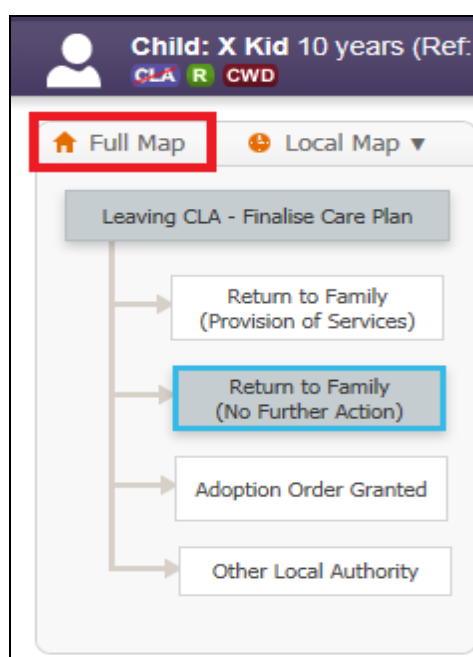 Child: X Kid 10 years (Ref:
CLA R CWD
Full Map Local Map ▼
Leaving CLA - Finalise Care Plan
Return to Family
(Provision of Services)
Return to Family
(No Further Action)
Adoption Order Granted
Other Local Authority